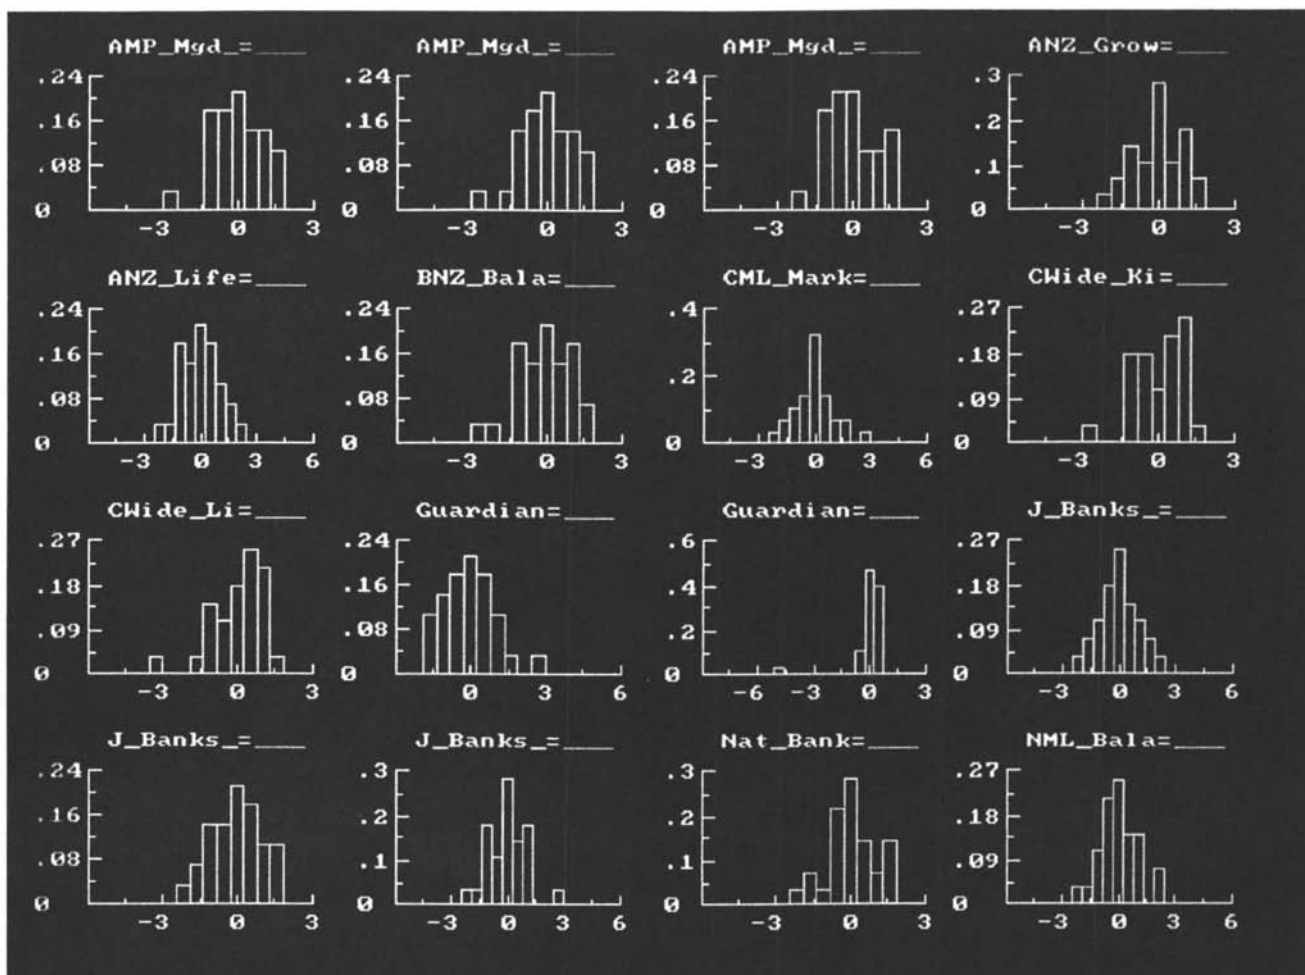 AMP_Mgd_=____ AMP_Mgd_=____ AMP_Mgd_=____ ANZ_Grow=____
.24 .24 .24 .3
.16 .16 .16 .2
.08 .08 .08 .1
0 0 0 0
-3 0 3 -3 0 3 -3 0 3 -3 0 3
ANZ_Life=____ BNZ_Bala=____ CML_Mark=____ CWide_Ki=____
.24 .24 .4 .27
.16 .16 .2 .18
.08 .08 .09
0 0 0 0
-3 0 3 6 -3 0 3 -3 0 3 6 -3 0 3
CWide_Li=____ Guardian=____ Guardian=____ J_Banks_=____
.27 .24 .6 .27
.18 .16 .4 .18
.09 .08 .2 .09
0 0 0 0
-3 0 3 0 3 6 -6 -3 0 3 -3 0 3 6
J_Banks_=____ J_Banks_=____ Nat_Bank=____ NML_Bala=____
.24 .3 .3 .27
.16 .2 .2 .18
.08 .1 .1 .09
0 0 0 0
-3 0 3 -3 0 3 6 -3 0 3 -3 0 3 6